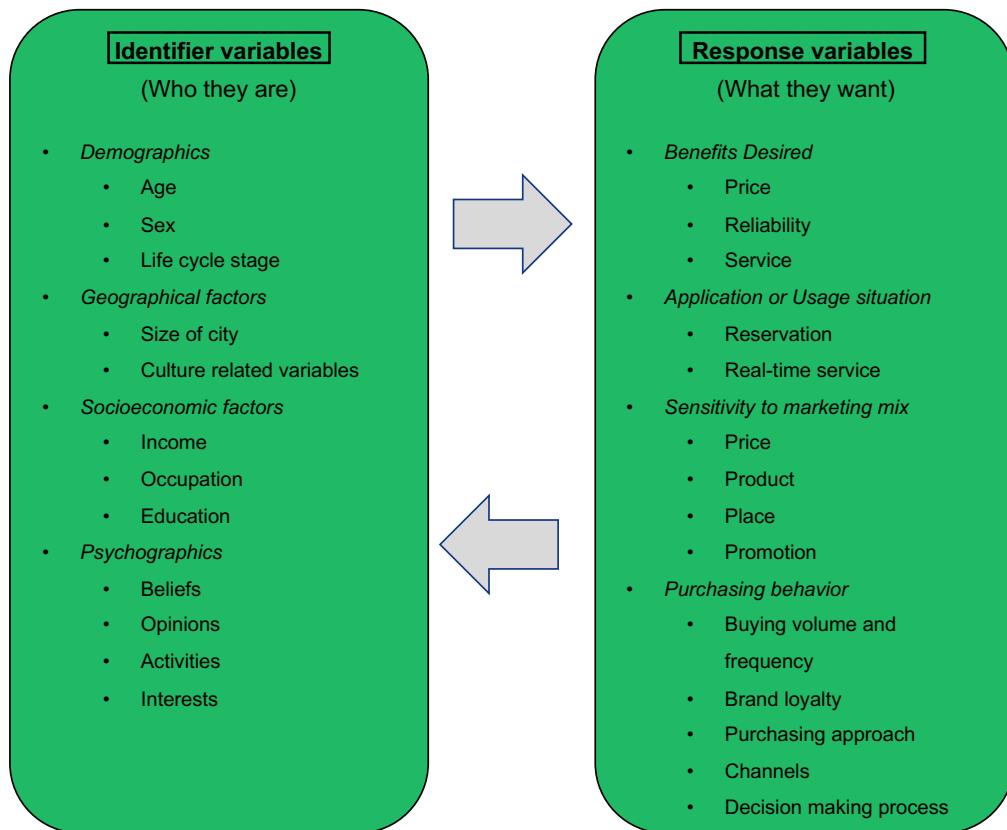 Identifier variables
(Who they are)
• Demographics
• Age
• Sex
• Life cycle stage
• Geographical factors
• Size of city
• Culture related variables
• Socioeconomic factors
• Income
• Occupation
• Education
• Psychographics
• Beliefs
• Opinions
• Activities
• Interests
Response variables
(What they want)
• Benefits Desired
• Price
• Reliability
• Service
• Application or Usage situation
• Reservation
• Real-time service
• Sensitivity to marketing mix
• Price
• Product
• Place
• Promotion
• Purchasing behavior
• Buying volume and
frequency
• Brand loyalty
• Purchasing approach
• Channels
• Decision making process